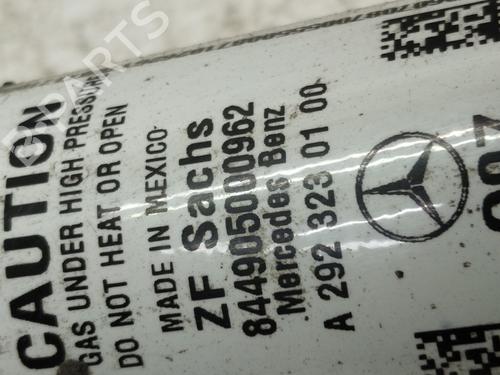 CAUTION
GAS UNDER HIGH PRESSURE
DO NOT HEAT OR OPEN
MADE IN MEXICO
ZF Sachs
844905000962
Mercedes Benz
A 292 323 01 00
PARTS